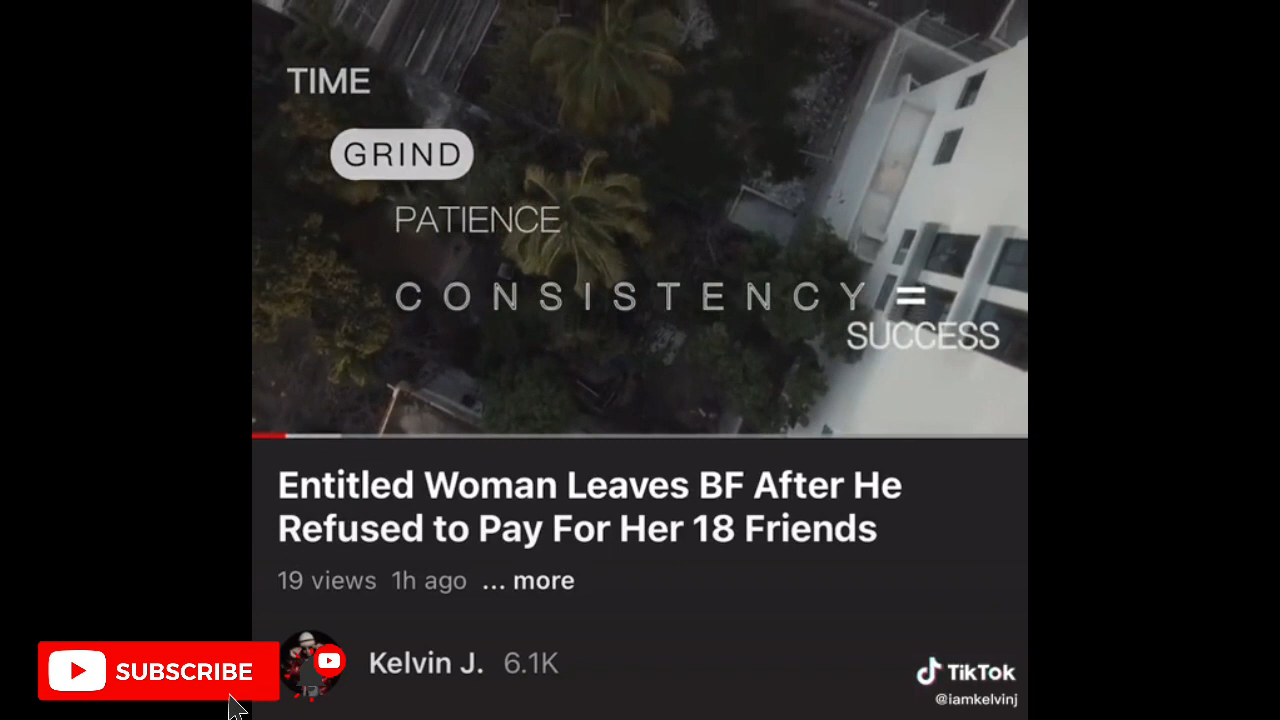 TIME
GRIND
PATIENCE
CONSISTENCY =
SUCCESS
Entitled Woman Leaves BF After He
Refused to Pay For Her 18 Friends
19 views 1h ago ... more
SUBSCRIBE
Kelvin J. 6.1K
TikTok
@iamkelvinj